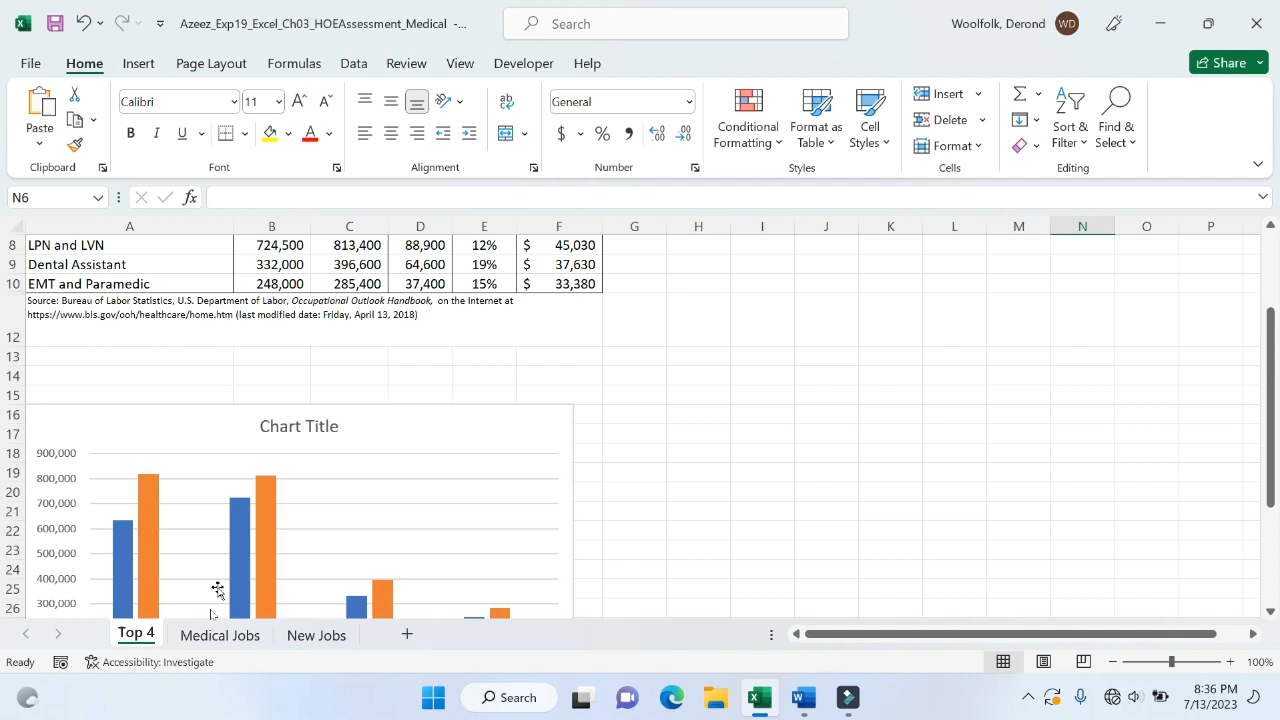 Azeez_Exp19_Excel_Ch03_HOEAssessment_Medical -...
Search
Woolfolk, Derond
WD
File
Home
Insert
Page Layout
Formulas
Data
Review
View
Developer
Help
Share
Paste
Calibri
11
General
Conditional
Formatting
Format as
Table
Cell
Styles
Insert
Delete
Format
Sort &
Filter
Find &
Select
Clipboard
Font
Alignment
Number
Styles
Cells
Editing
N6
fx
A B C D E F G H I J K L M N O P
8 LPN and LVN 724,500 813,400 88,900 12% $ 45,030
9 Dental Assistant 332,000 396,600 64,600 19% $ 37,630
10 EMT and Paramedic 248,000 285,400 37,400 15% $ 33,380
Source: Bureau of Labor Statistics, U.S. Department of Labor, Occupational Outlook Handbook, on the Internet at
https://www.bls.gov/ooh/healthcare/home.htm (last modified date: Friday, April 13, 2018)
12
13
14
15
16
17
18
19
20
21
22
23
24
25
26
Chart Title
900,000
800,000
700,000
600,000
500,000
400,000
300,000
Top 4
Medical Jobs
New Jobs
Ready
Accessibility: Investigate
100%
Search
8:36 PM
7/13/2023